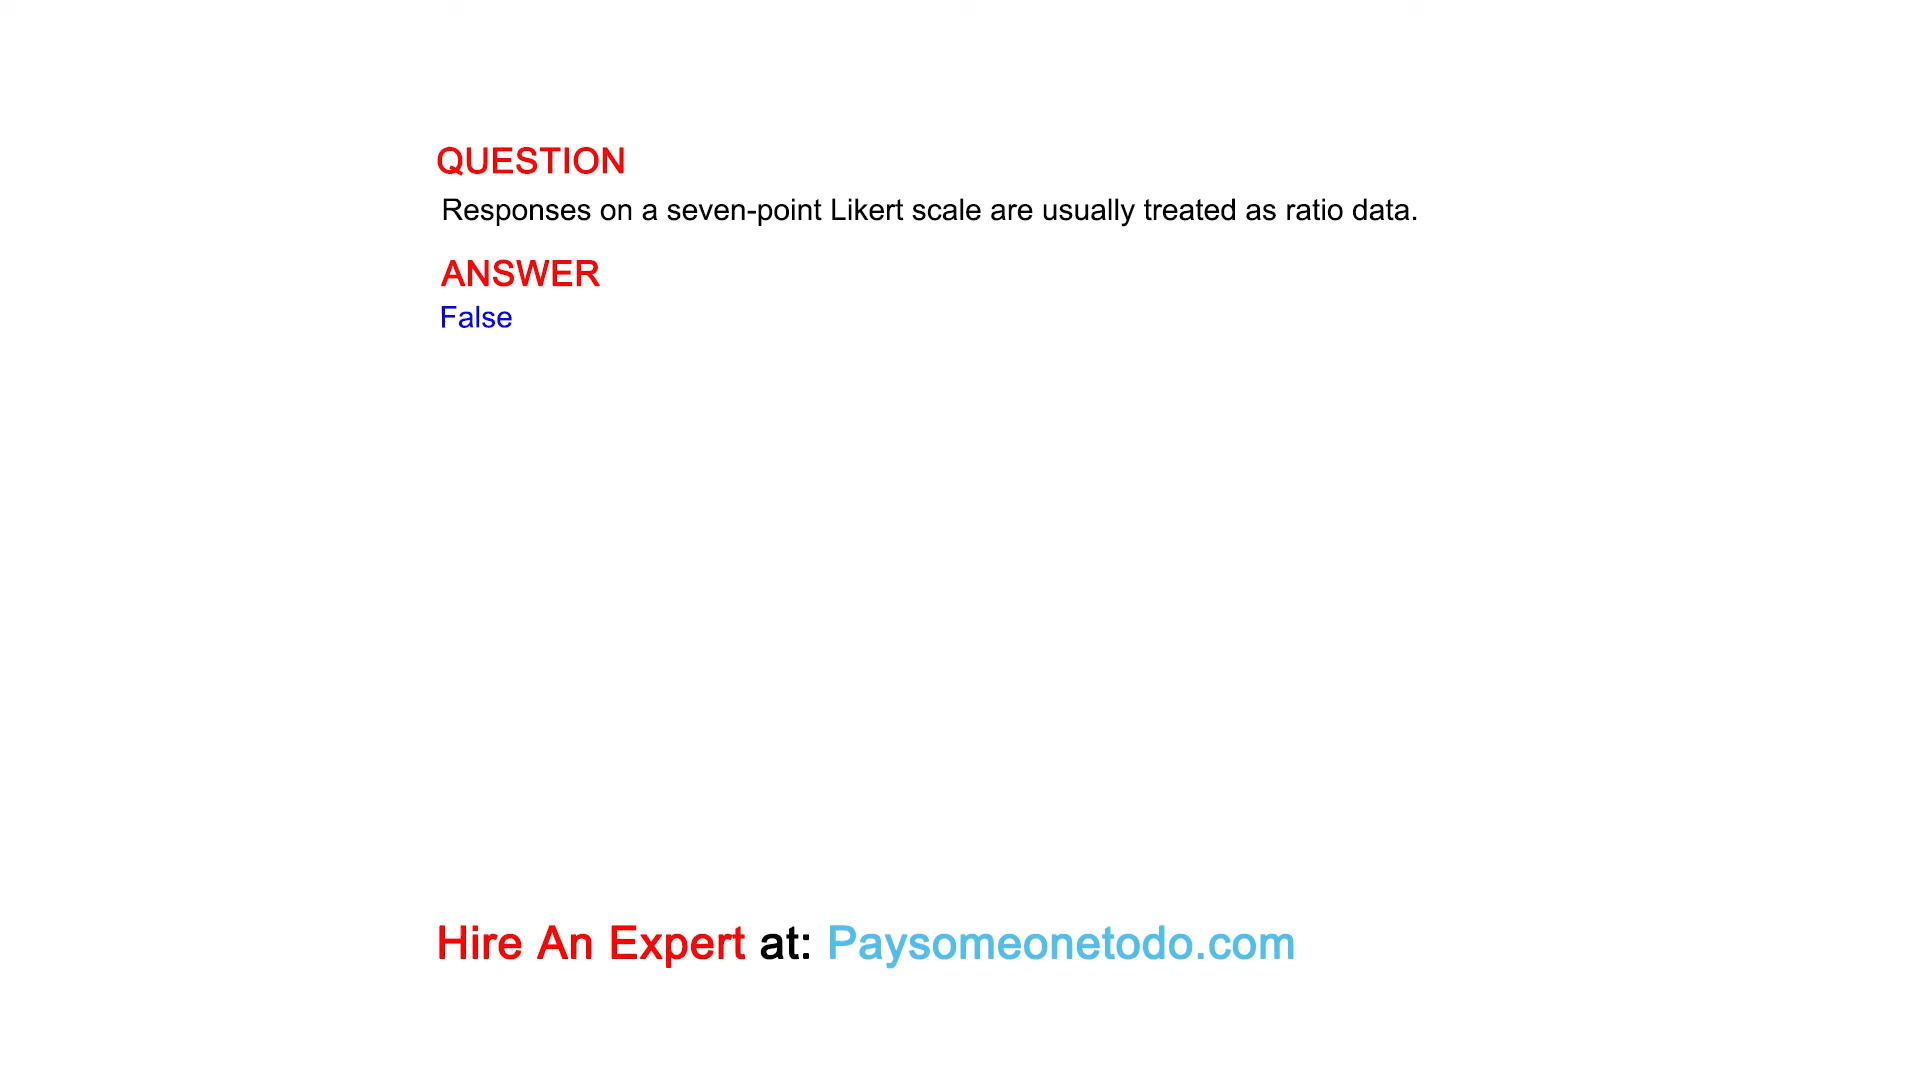 QUESTION
Responses on a seven-point Likert scale are usually treated as ratio data.
ANSWER
False
Hire An Expert at: Paysomeonetodo.com